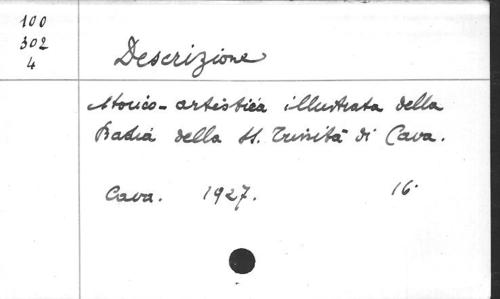 100
302
4
Descrizione
storico-artistica illustrata della
Badia della SS. Trinità di Cava.
Cava. 1927. 16.